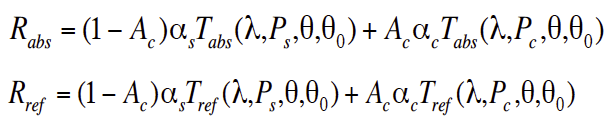 R_abs = (1 − A_c)α_s T_abs(λ,P_s,θ,θ_0) + A_c α_c T_abs(λ,P_c,θ,θ_0)
R_ref = (1 − A_c)α_s T_ref(λ,P_s,θ,θ_0) + A_c α_c T_ref(λ,P_c,θ,θ_0)